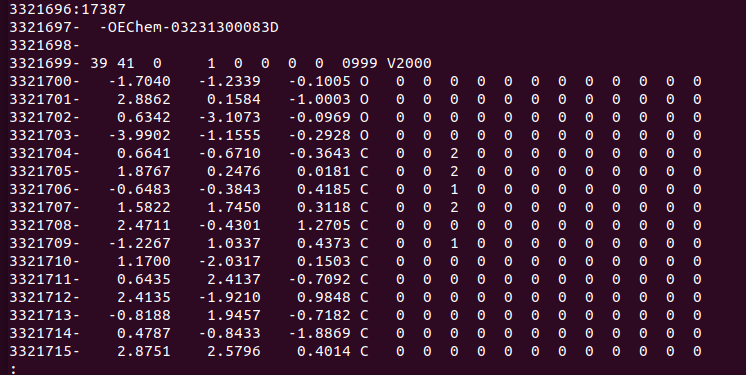 3321696:17387
3321697-  -OEChem-03231300083D
3321698-
3321699- 39 41  0     1  0  0  0  0  0999 V2000
3321700-   -1.7040   -1.2339   -0.1005 O   0  0  0  0  0  0  0  0  0  0  0  0
3321701-    2.8862    0.1584   -1.0003 O   0  0  0  0  0  0  0  0  0  0  0  0
3321702-    0.6342   -3.1073   -0.0969 O   0  0  0  0  0  0  0  0  0  0  0  0
3321703-   -3.9902   -1.1555   -0.2928 O   0  0  0  0  0  0  0  0  0  0  0  0
3321704-    0.6641   -0.6710   -0.3643 C   0  0  2  0  0  0  0  0  0  0  0  0
3321705-    1.8767    0.2476    0.0181 C   0  0  2  0  0  0  0  0  0  0  0  0
3321706-   -0.6483   -0.3843    0.4185 C   0  0  1  0  0  0  0  0  0  0  0  0
3321707-    1.5822    1.7450    0.3118 C   0  0  2  0  0  0  0  0  0  0  0  0
3321708-    2.4711   -0.4301    1.2705 C   0  0  0  0  0  0  0  0  0  0  0  0
3321709-   -1.2267    1.0337    0.4373 C   0  0  1  0  0  0  0  0  0  0  0  0
3321710-    1.1700   -2.0317    0.1503 C   0  0  0  0  0  0  0  0  0  0  0  0
3321711-    0.6435    2.4137   -0.7092 C   0  0  0  0  0  0  0  0  0  0  0  0
3321712-    2.4135   -1.9210    0.9848 C   0  0  0  0  0  0  0  0  0  0  0  0
3321713-   -0.8188    1.9457   -0.7182 C   0  0  0  0  0  0  0  0  0  0  0  0
3321714-    0.4787   -0.8433   -1.8869 C   0  0  0  0  0  0  0  0  0  0  0  0
3321715-    2.8751    2.5796    0.4014 C   0  0  0  0  0  0  0  0  0  0  0  0
: